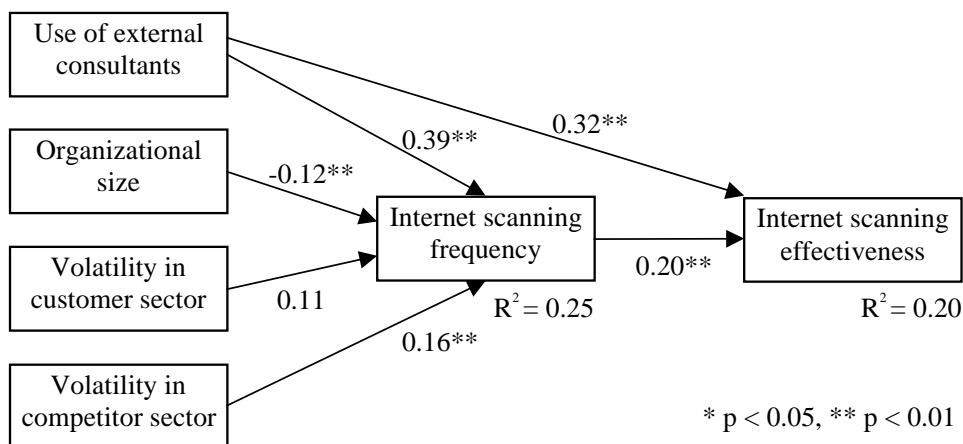 Use of external
consultants
0.32**
0.39**
Organizational
size
-0.12**
Internet scanning
frequency
Internet scanning
effectiveness
0.20**
Volatility in
customer sector
0.11
R² = 0.25
R² = 0.20
0.16**
Volatility in
competitor sector
* p < 0.05, ** p < 0.01